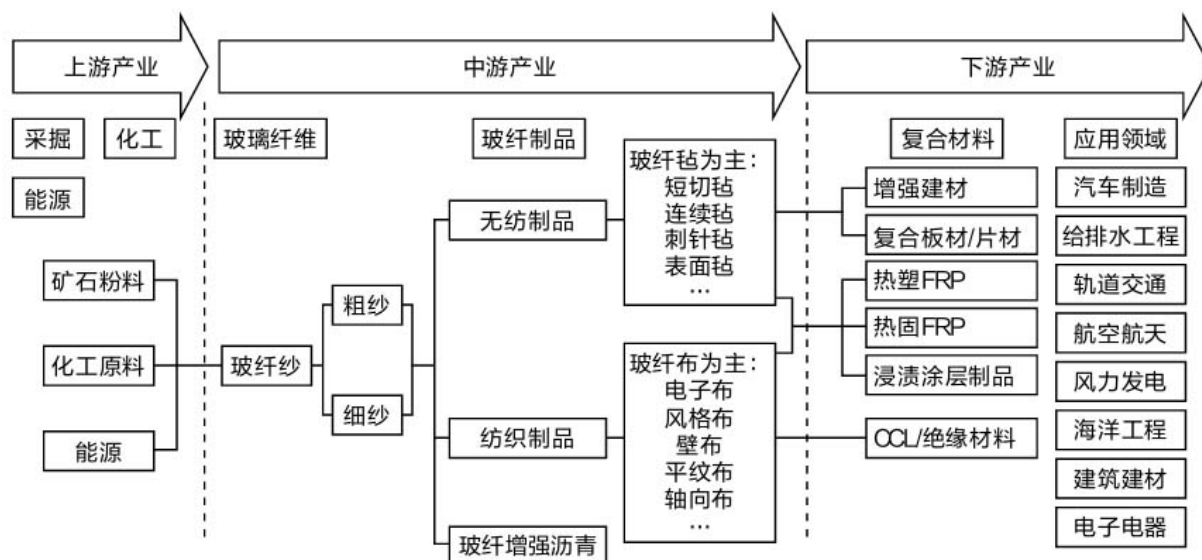 上游产业
中游产业
下游产业
采掘
化工
能源
玻璃纤维
玻纤制品
复合材料
应用领域
矿石粉料
化工原料
能源
玻纤纱
粗纱
细纱
无纺制品
纺织制品
玻纤增强沥青
玻纤毡为主：
短切毡
连续毡
刺针毡
表面毡
…
玻纤布为主：
电子布
风格布
壁布
平纹布
轴向布
…
增强建材
复合板材/片材
热塑FRP
热固FRP
浸渍涂层制品
CCL/绝缘材料
汽车制造
给排水工程
轨道交通
航空航天
风力发电
海洋工程
建筑建材
电子电器